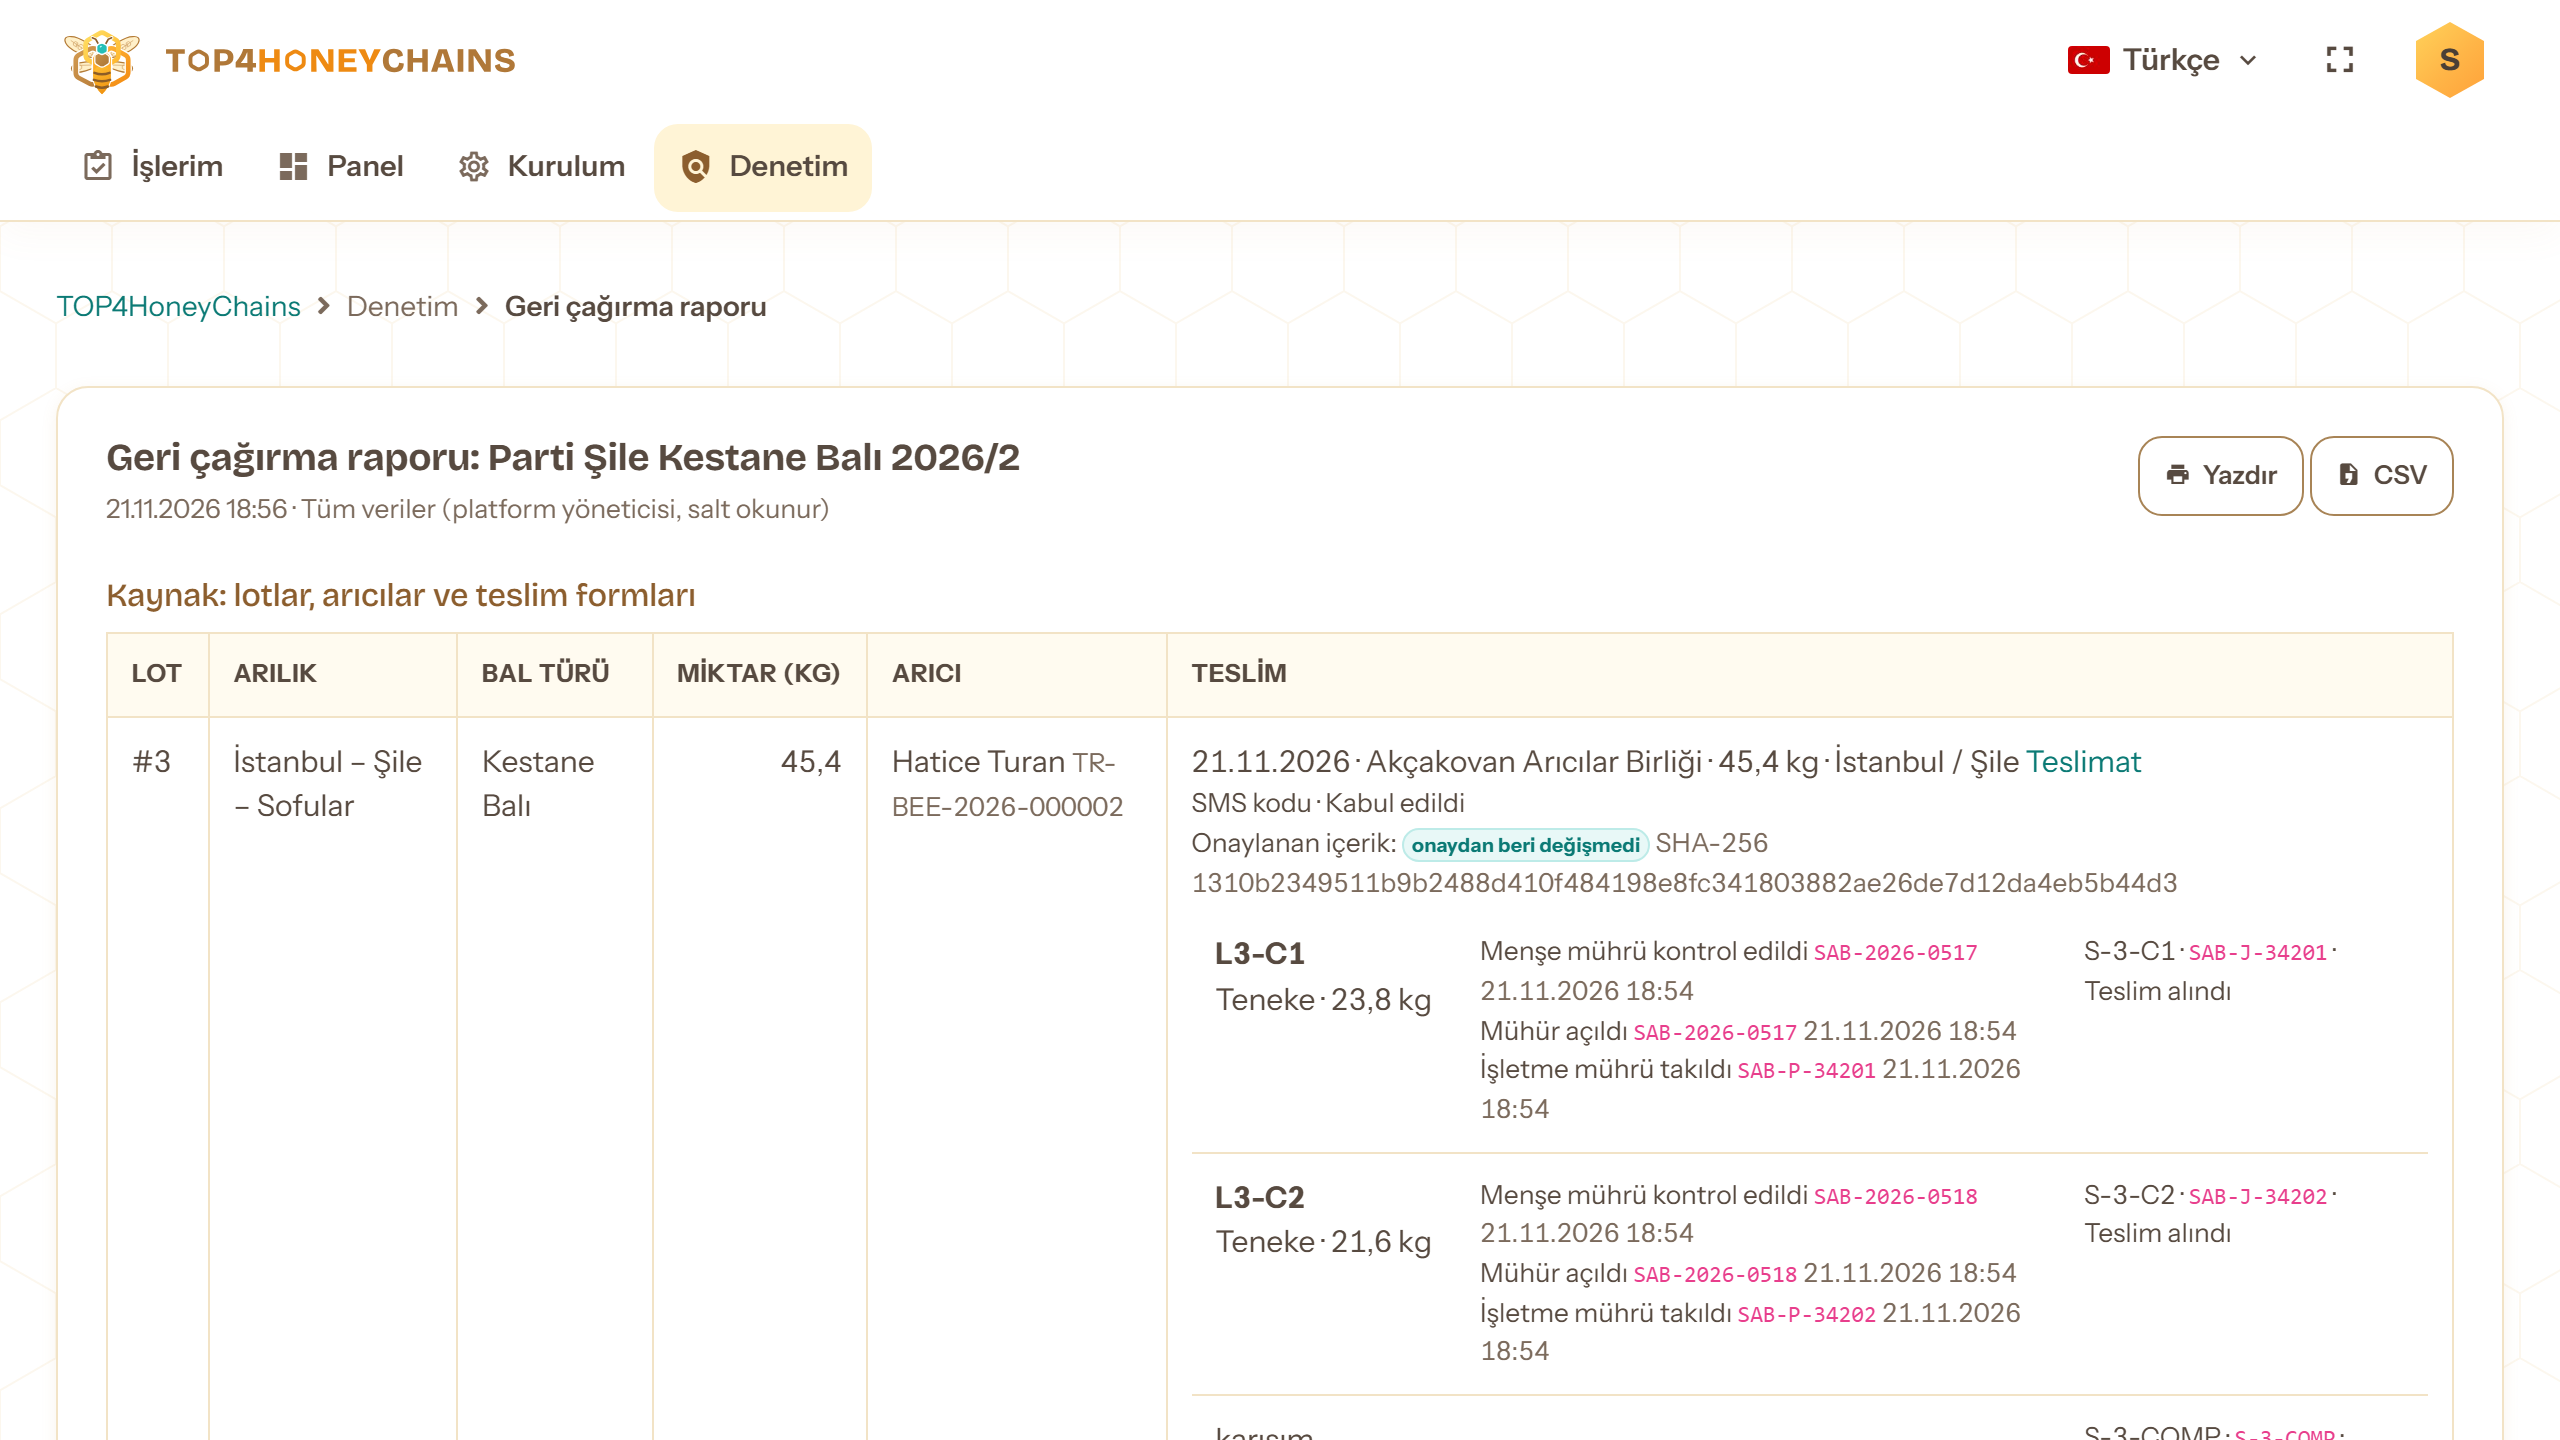 TOP4HONEYCHAINS
Türkçe
S
İşlerim
Panel
Kurulum
Denetim
TOP4HoneyChains > Denetim > Geri çağırma raporu
Geri çağırma raporu: Parti Şile Kestane Balı 2026/2
21.11.2026 18:56 · Tüm veriler (platform yöneticisi, salt okunur)
Yazdır
CSV
Kaynak: lotlar, arıcılar ve teslim formları
LOT ARILIK BAL TÜRÜ MİKTAR (KG) ARICI TESLİM
#3
İstanbul – Şile
– Sofular
Kestane
Balı
45,4
Hatice Turan TR-
BEE-2026-000002
21.11.2026 · Akçakovan Arıcılar Birliği · 45,4 kg · İstanbul / Şile Teslimat
SMS kodu · Kabul edildi
Onaylanan içerik: onaydan beri değişmedi SHA-256
1310b2349511b9b2488d410f484198e8fc341803882ae26de7d12da4eb5b44d3
L3-C1
Teneke · 23,8 kg
Menşe mührü kontrol edildi SAB-2026-0517
21.11.2026 18:54
Mühür açıldı SAB-2026-0517 21.11.2026 18:54
İşletme mührü takıldı SAB-P-34201 21.11.2026
18:54
S-3-C1 · SAB-J-34201 ·
Teslim alındı
L3-C2
Teneke · 21,6 kg
Menşe mührü kontrol edildi SAB-2026-0518
21.11.2026 18:54
Mühür açıldı SAB-2026-0518 21.11.2026 18:54
İşletme mührü takıldı SAB-P-34202 21.11.2026
18:54
S-3-C2 · SAB-J-34202 ·
Teslim alındı
karışım
S-3-COMP · S-3-COMP ·